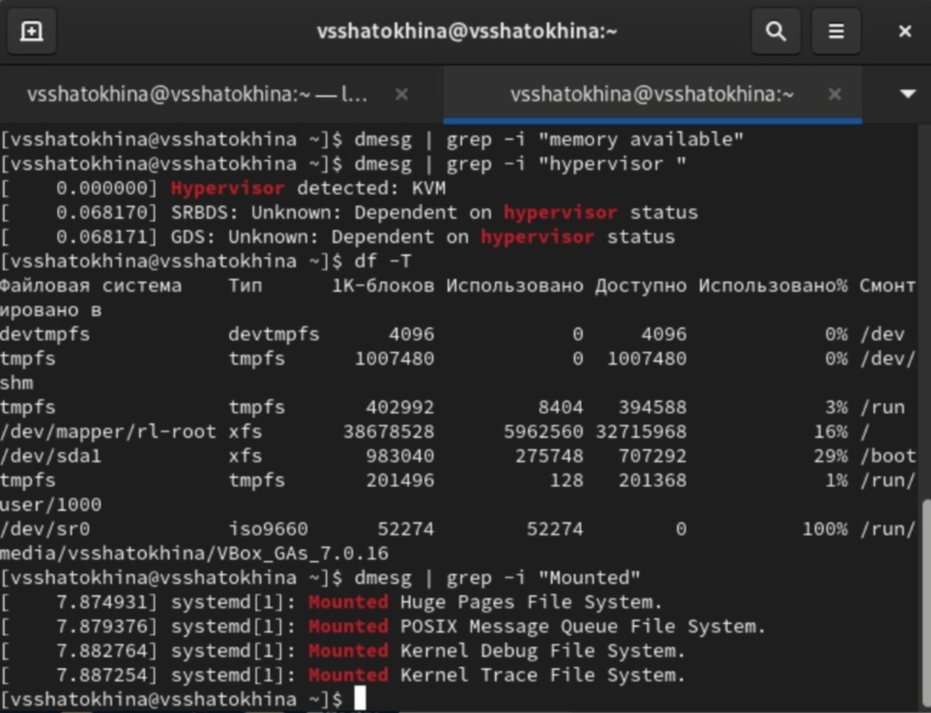 vsshatokhina@vsshatokhina:~
vsshatokhina@vsshatokhina:~ — l...
vsshatokhina@vsshatokhina:~
[vsshatokhina@vsshatokhina ~]$ dmesg | grep -i "memory available"
[vsshatokhina@vsshatokhina ~]$ dmesg | grep -i "hypervisor "
[    0.000000] Hypervisor detected: KVM
[    0.068170] SRBDS: Unknown: Dependent on hypervisor status
[    0.068171] GDS: Unknown: Dependent on hypervisor status
[vsshatokhina@vsshatokhina ~]$ df -T
Файловая система    Тип      1K-блоков Использовано Доступно Использовано% Смонт
ировано в
devtmpfs            devtmpfs      4096            0     4096            0% /dev
tmpfs               tmpfs      1007480            0  1007480            0% /dev/
shm
tmpfs               tmpfs       402992         8404   394588            3% /run
/dev/mapper/rl-root xfs       38678528      5962560 32715968           16% /
/dev/sda1           xfs         983040       275748   707292           29% /boot
tmpfs               tmpfs       201496          128   201368            1% /run/
user/1000
/dev/sr0            iso9660      52274        52274        0          100% /run/
media/vsshatokhina/VBox_GAs_7.0.16
[vsshatokhina@vsshatokhina ~]$ dmesg | grep -i "Mounted"
[    7.874931] systemd[1]: Mounted Huge Pages File System.
[    7.879376] systemd[1]: Mounted POSIX Message Queue File System.
[    7.882764] systemd[1]: Mounted Kernel Debug File System.
[    7.887254] systemd[1]: Mounted Kernel Trace File System.
[vsshatokhina@vsshatokhina ~]$